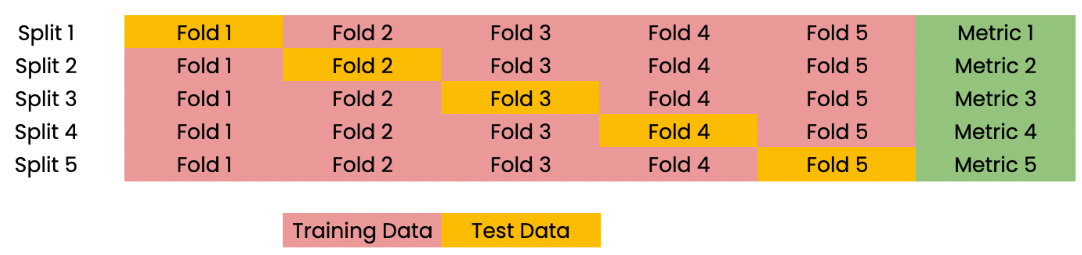 Split 1 Fold 1 Fold 2 Fold 3 Fold 4 Fold 5 Metric 1
Split 2 Fold 1 Fold 2 Fold 3 Fold 4 Fold 5 Metric 2
Split 3 Fold 1 Fold 2 Fold 3 Fold 4 Fold 5 Metric 3
Split 4 Fold 1 Fold 2 Fold 3 Fold 4 Fold 5 Metric 4
Split 5 Fold 1 Fold 2 Fold 3 Fold 4 Fold 5 Metric 5
Training Data Test Data